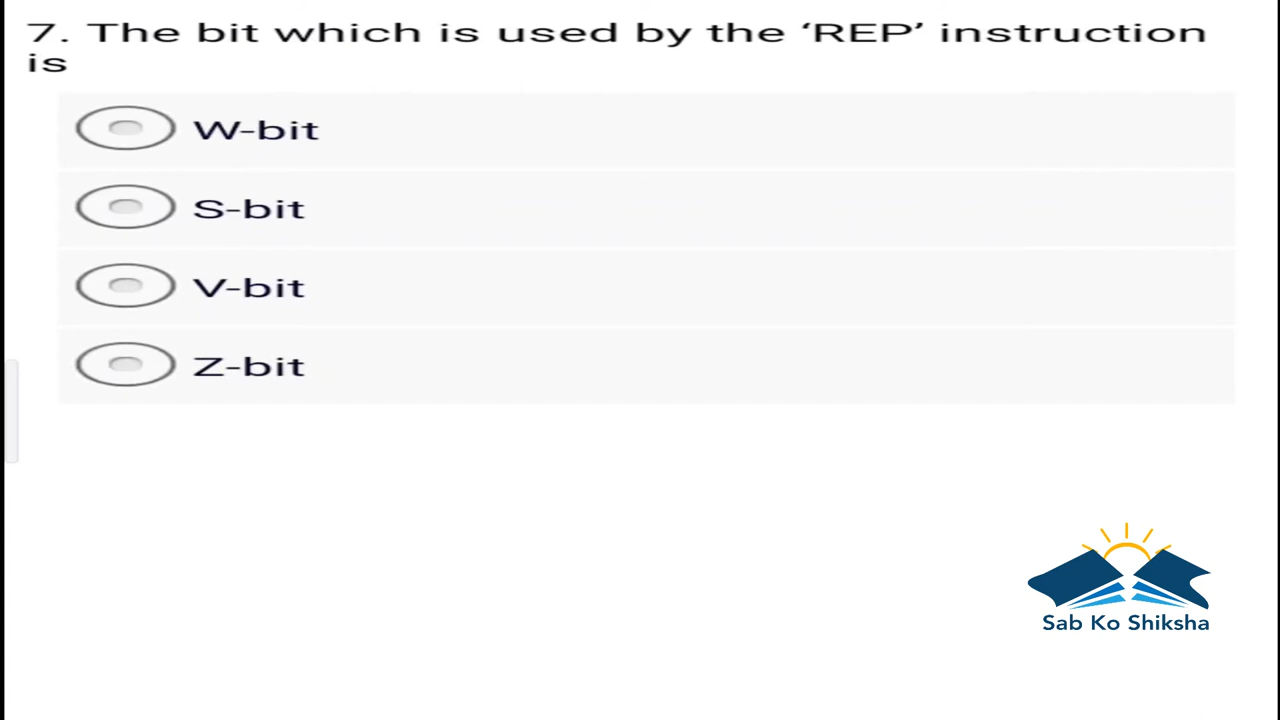 7. The bit which is used by the ‘REP’ instruction
is
W-bit
S-bit
V-bit
Z-bit
Sab Ko Shiksha